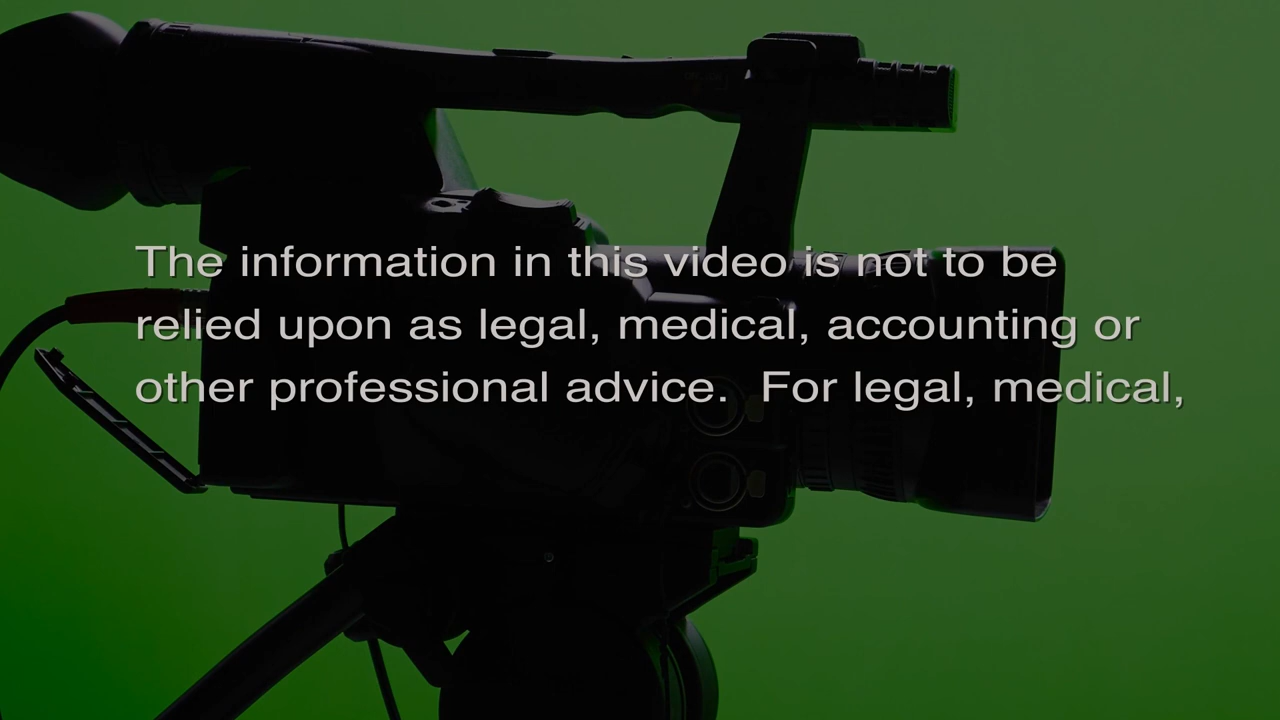 The information in this video is not to be
relied upon as legal, medical, accounting or
other professional advice.  For legal, medical,